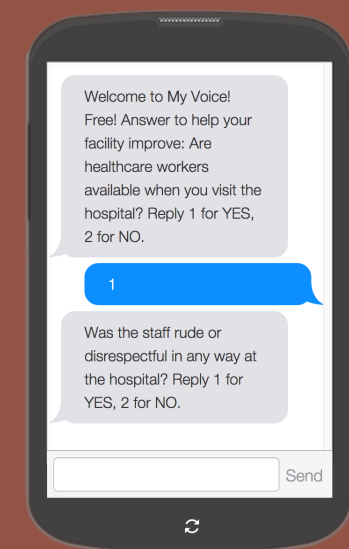 Welcome to My Voice!
Free! Answer to help your
facility improve: Are
healthcare workers
available when you visit the
hospital? Reply 1 for YES,
2 for NO.
1
Was the staff rude or
disrespectful in any way at
the hospital? Reply 1 for
YES, 2 for NO.
Send